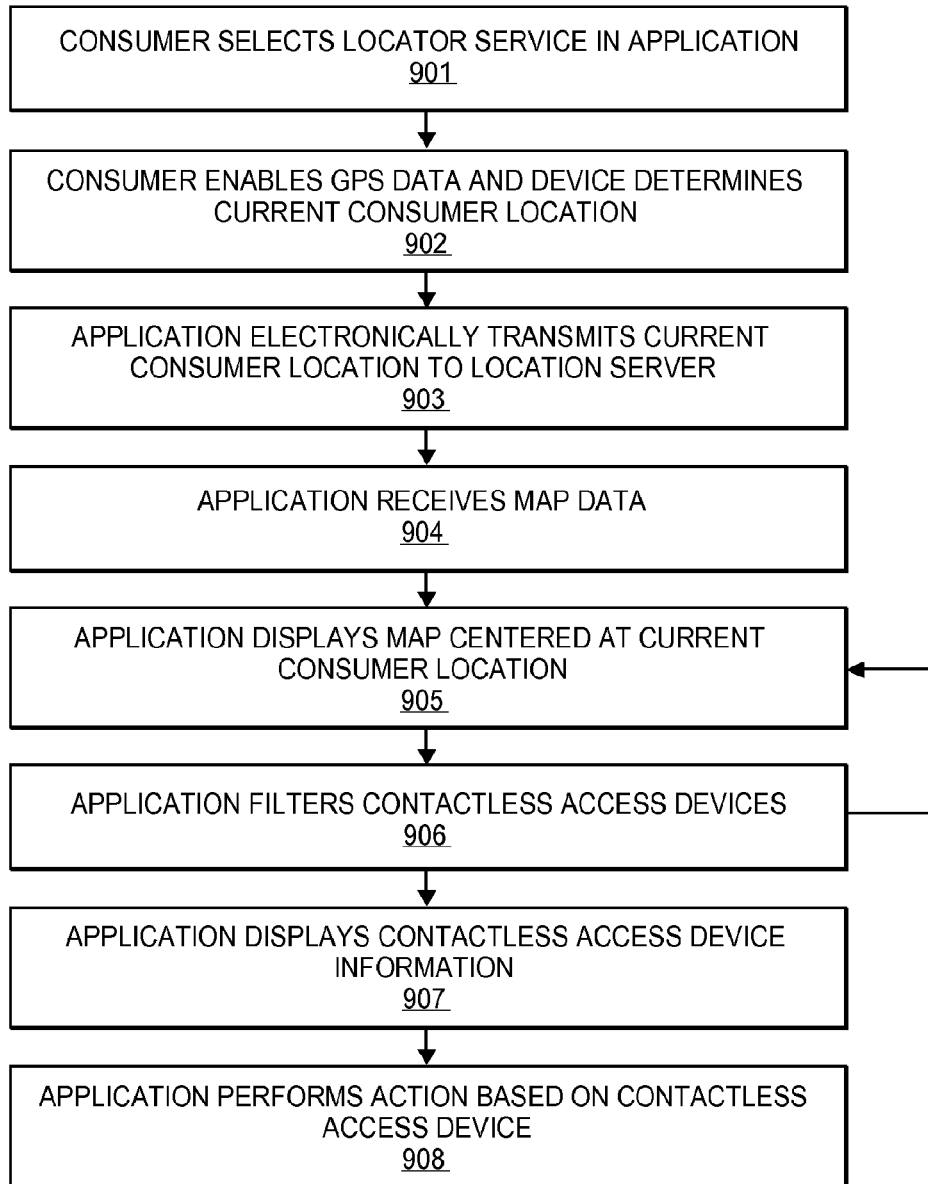 CONSUMER SELECTS LOCATOR SERVICE IN APPLICATION
901
CONSUMER ENABLES GPS DATA AND DEVICE DETERMINES
CURRENT CONSUMER LOCATION
902
APPLICATION ELECTRONICALLY TRANSMITS CURRENT
CONSUMER LOCATION TO LOCATION SERVER
903
APPLICATION RECEIVES MAP DATA
904
APPLICATION DISPLAYS MAP CENTERED AT CURRENT
CONSUMER LOCATION
905
APPLICATION FILTERS CONTACTLESS ACCESS DEVICES
906
APPLICATION DISPLAYS CONTACTLESS ACCESS DEVICE
INFORMATION
907
APPLICATION PERFORMS ACTION BASED ON CONTACTLESS
ACCESS DEVICE
908